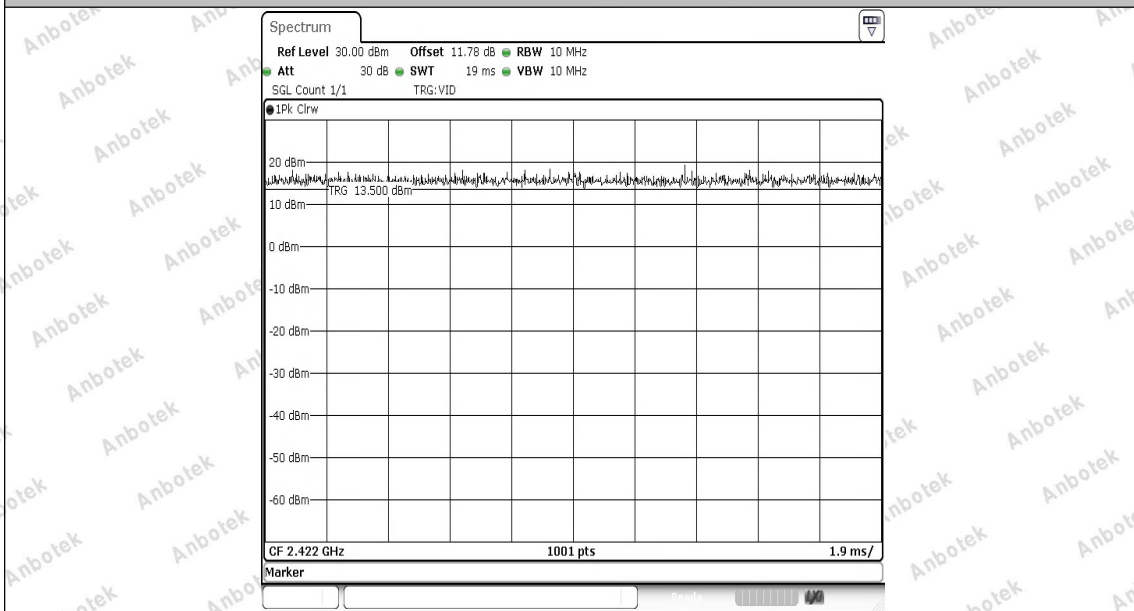 Spectrum
Ref Level 30.00 dBm Offset 11.78 dB RBW 10 MHz
Att 30 dB SWT 19 ms VBW 10 MHz
SGL Count 1/1 TRG:VID
1Pk Clrw
20 dBm
TRG 13.500 dBm
10 dBm
0 dBm
-10 dBm
-20 dBm
-30 dBm
-40 dBm
-50 dBm
-60 dBm
CF 2.422 GHz 1001 pts 1.9 ms/
Marker
Ready
Anbotek